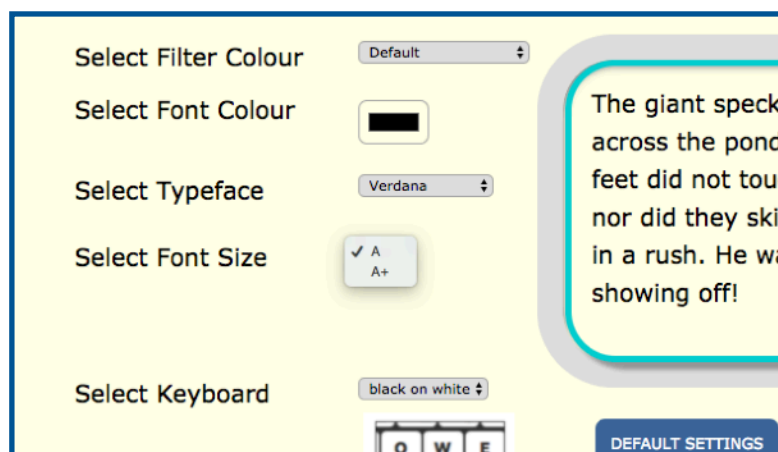 Select Filter Colour
Default
Select Font Colour
Select Typeface
Verdana
Select Font Size
✓ A
A+
Select Keyboard
black on white
Q W E
The giant speck
across the pond
feet did not tou
nor did they ski
in a rush. He wa
showing off!
DEFAULT SETTINGS